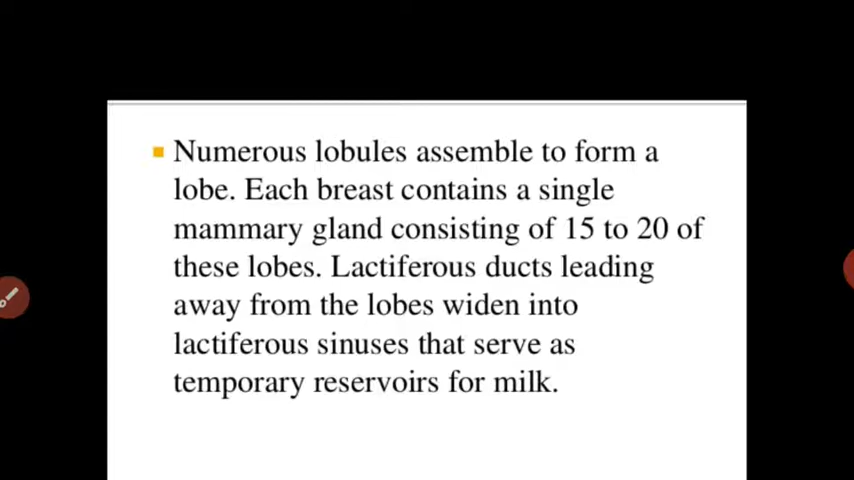 Numerous lobules assemble to form a
lobe. Each breast contains a single
mammary gland consisting of 15 to 20 of
these lobes. Lactiferous ducts leading
away from the lobes widen into
lactiferous sinuses that serve as
temporary reservoirs for milk.